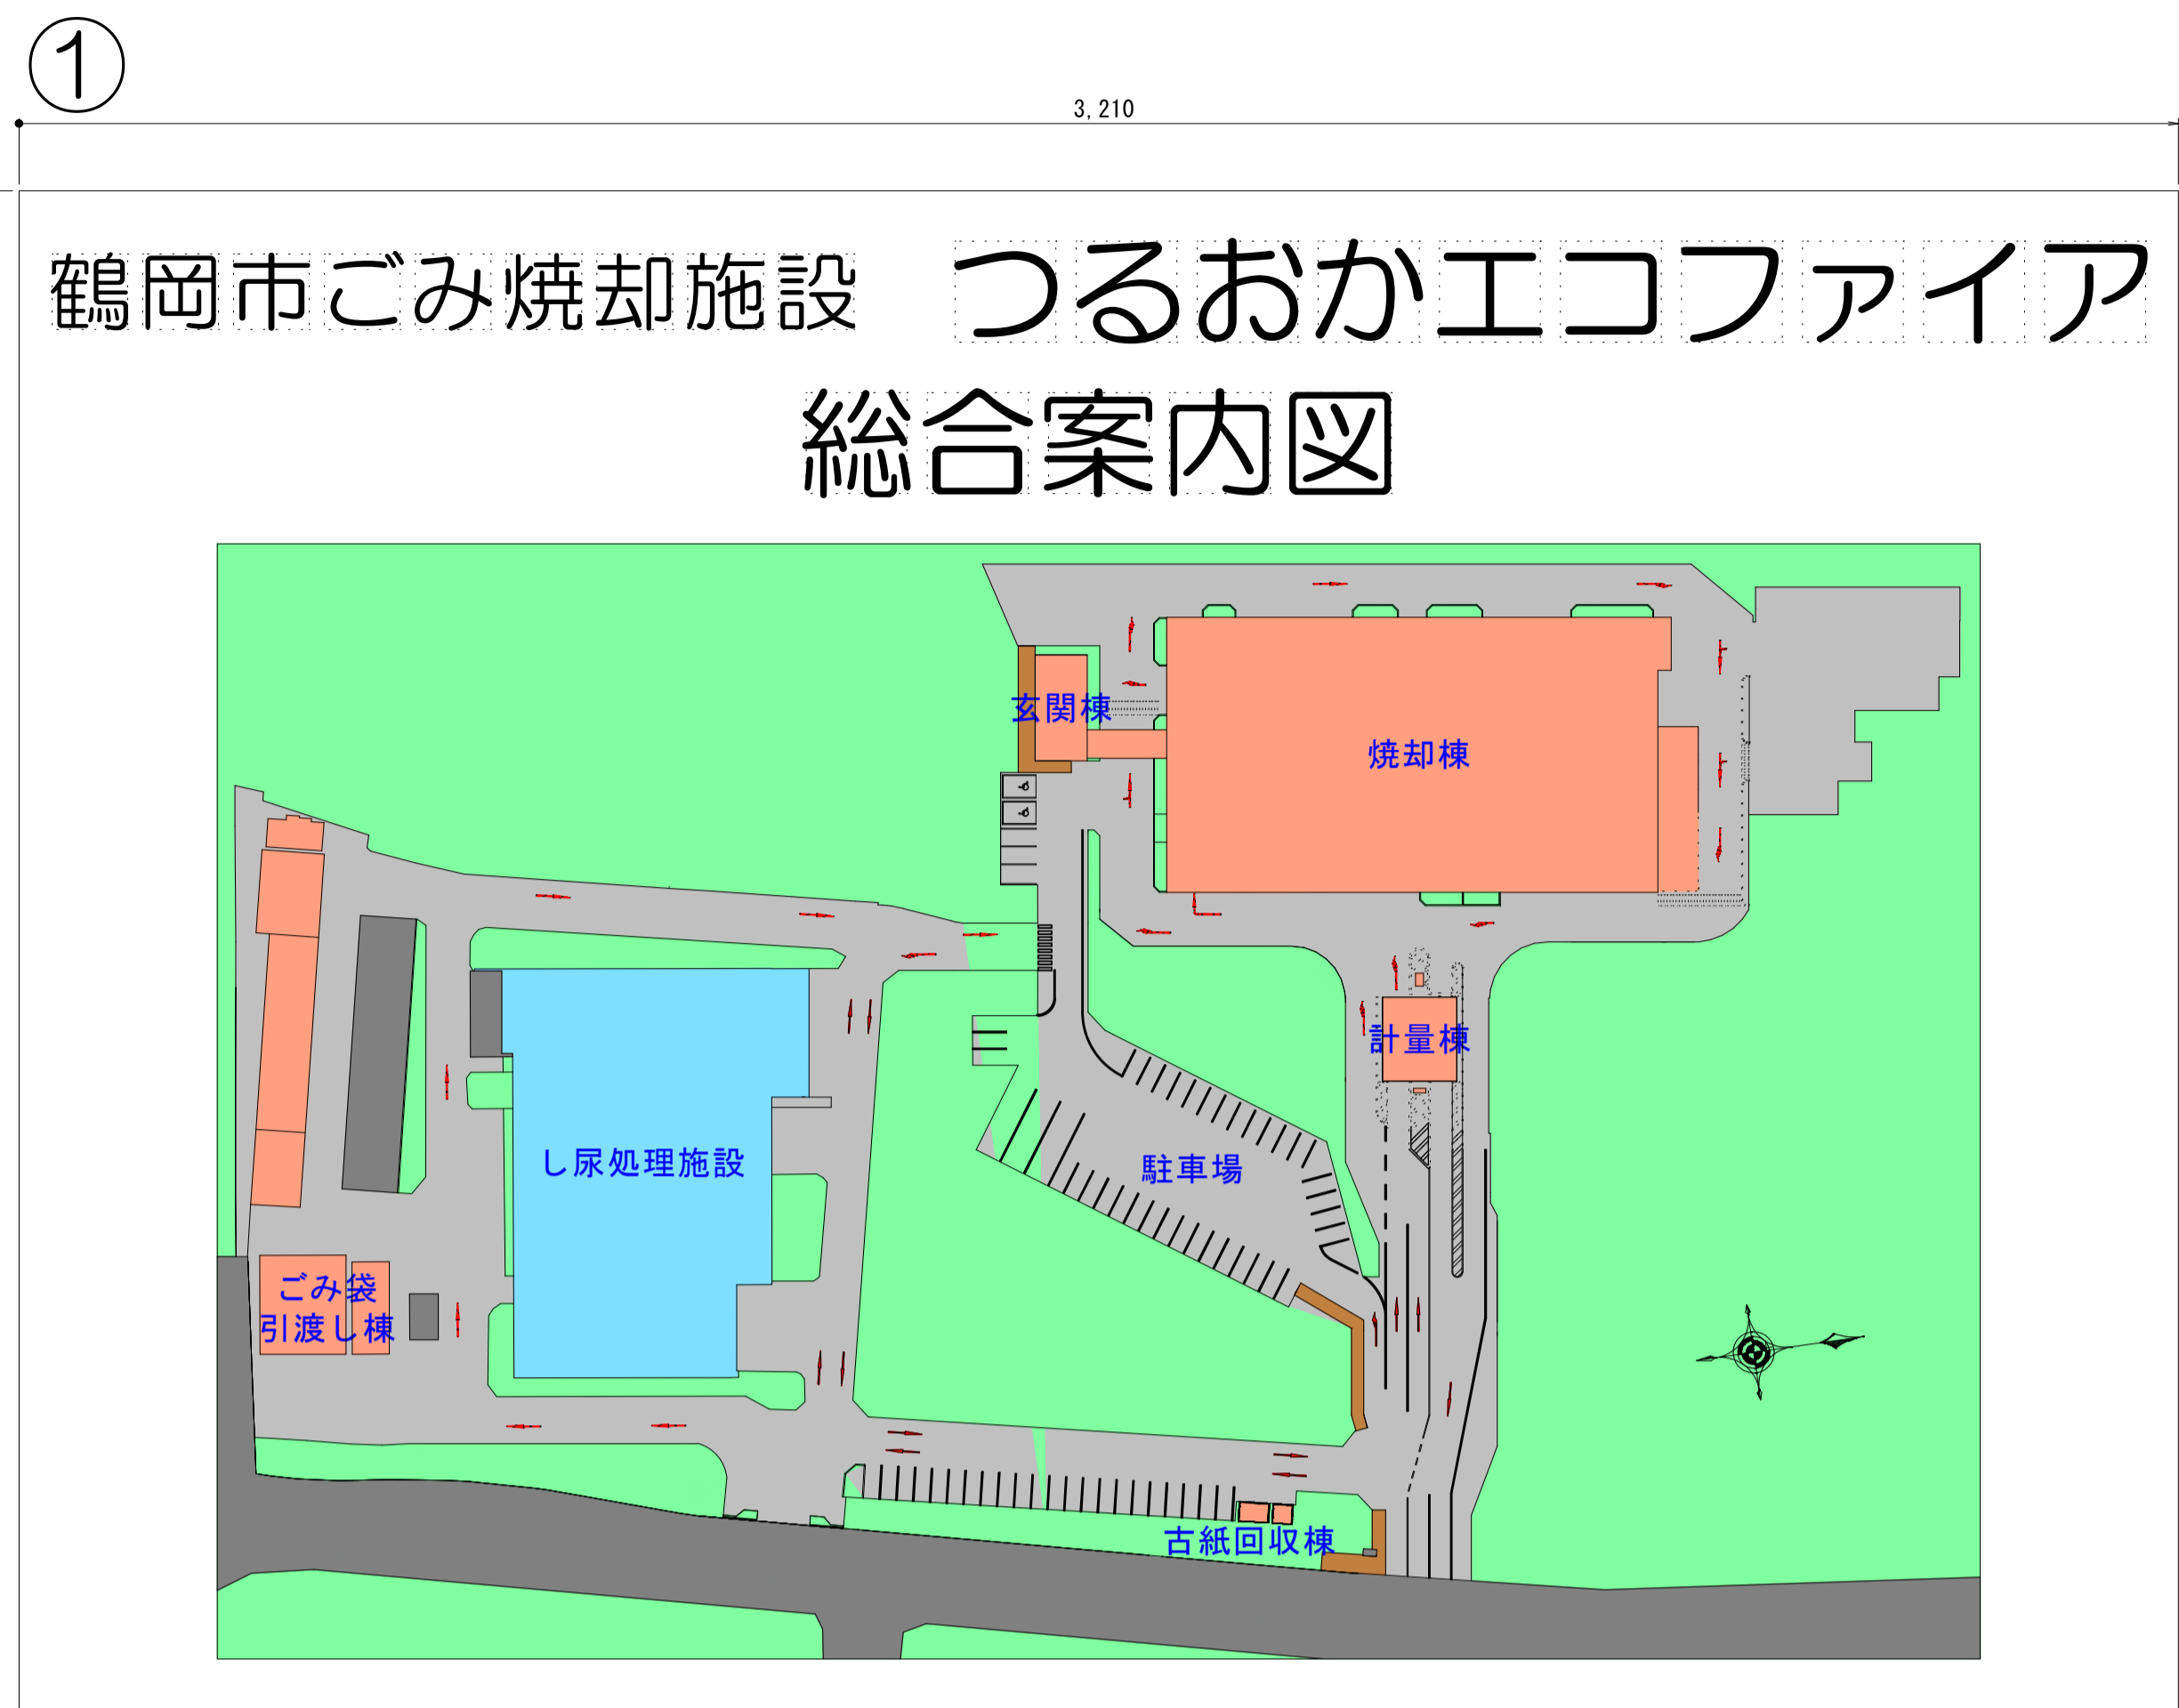 ①
3,210
鶴岡市ごみ焼却施設 つるおかエコファイア
総合案内図
玄関棟
焼却棟
計量棟
し尿処理施設
駐車場
ごみ袋
引渡し棟
古紙回収棟